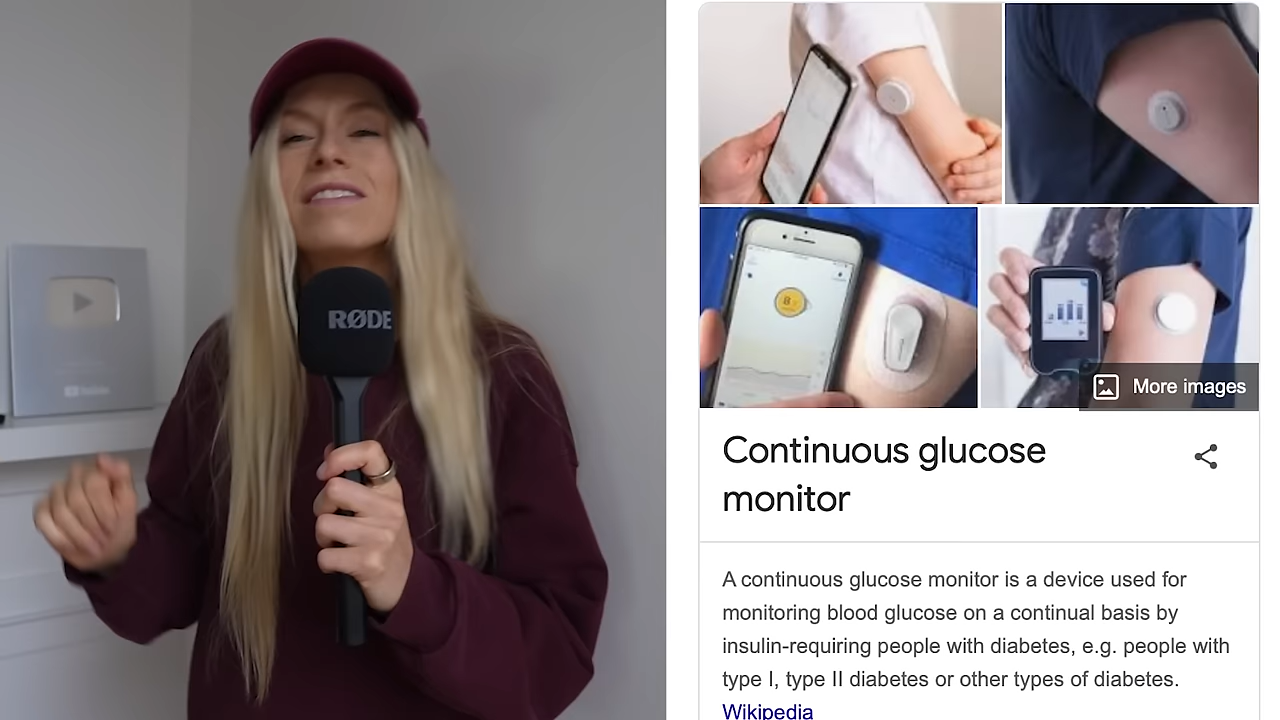 RØDE
More images
Continuous glucose
monitor
A continuous glucose monitor is a device used for
monitoring blood glucose on a continual basis by
insulin-requiring people with diabetes, e.g. people with
type I, type II diabetes or other types of diabetes.
Wikipedia